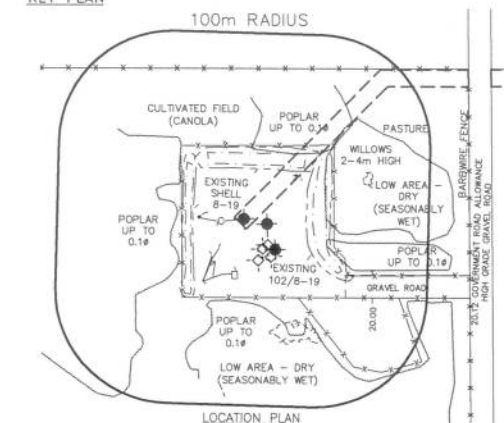 KEY PLAN
100m RADIUS
CULTIVATED FIELD
(CANOLA)
POPLAR
UP TO 0.1ø
PASTURE
WILLOWS
2-4m HIGH
EXISTING
SHELL
8-19
LOW AREA -
DRY
(SEASONABLY
WET)
POPLAR
UP TO
0.1ø
POPLAR
UP TO 0.1ø
EXISTING
102/8-19
GRAVEL ROAD
20.00
POPLAR
UP TO
0.1ø
LOW AREA - DRY
(SEASONABLY WET)
BARBWIRE FENCE
20.12 GOVERNMENT ROAD ALLOWANCE
HIGH GRADE GRAVEL ROAD
LOCATION PLAN